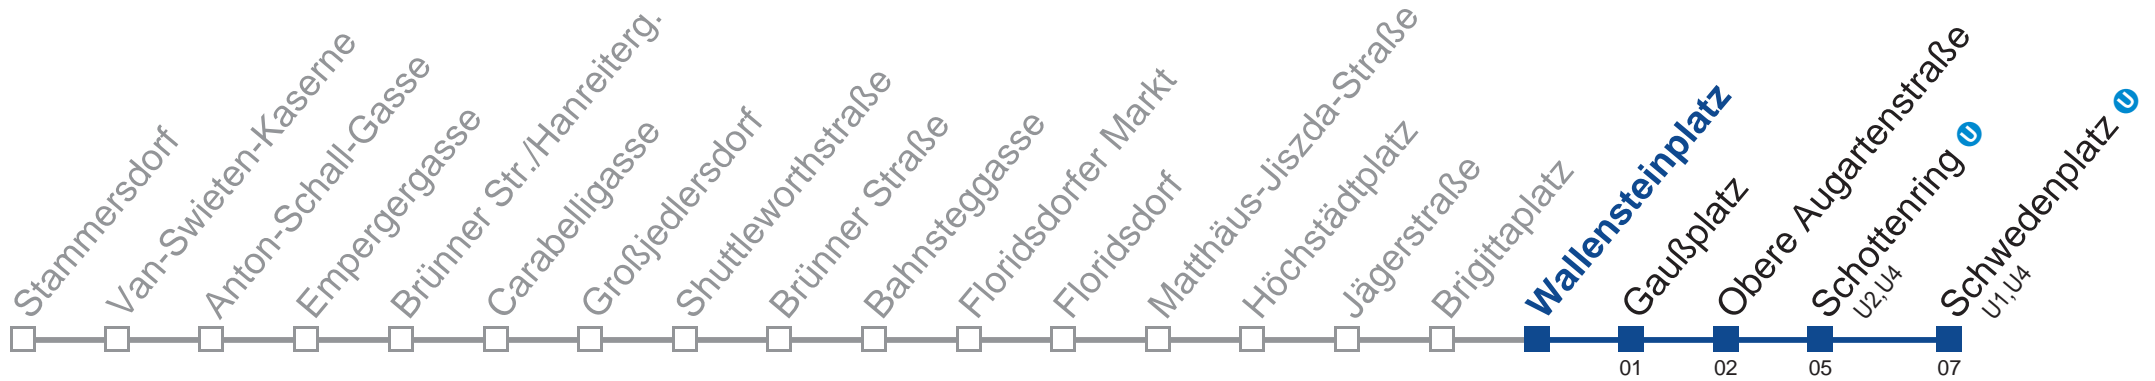 Stammersdorf
Van-Swieten-Kaserne
Anton-Schall-Gasse
Empergergasse
Brünner Str./Hanreiterg.
Carabelligasse
Großjedlersdorf
Shuttleworthstraße
Brünner Straße
Bahnsteggasse
Floridsdorfer Markt
Floridsdorf
Matthäus-Jiszda-Straße
Höchstädtplatz
Jägerstraße
Brigittaplatz
Wallensteinplatz
Gaußplatz
Obere Augartenstraße
Schottenring U
U2,U4
Schwedenplatz U
U1,U4
01
02
05
07